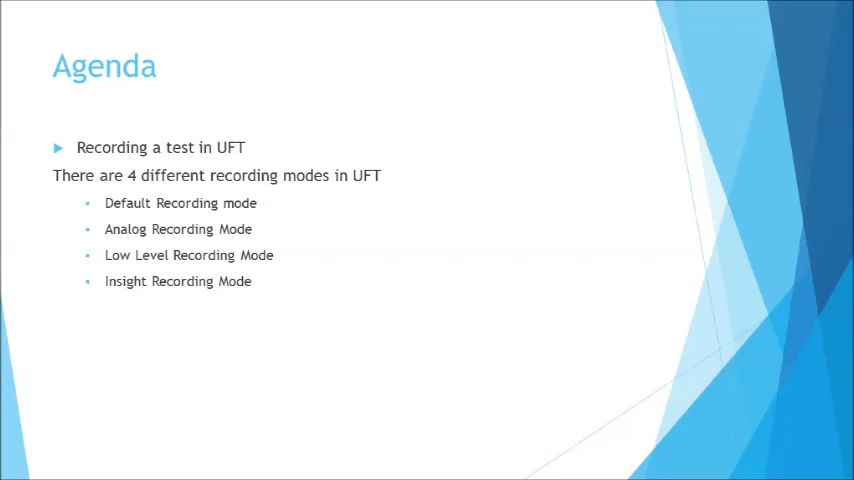 Agenda
Recording a test in UFT
There are 4 different recording modes in UFT
Default Recording mode
Analog Recording Mode
Low Level Recording Mode
Insight Recording Mode